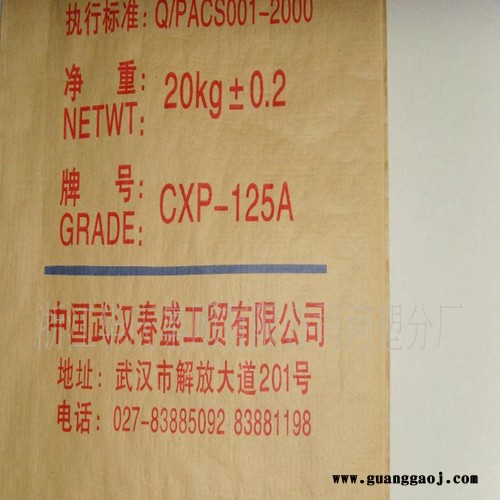 执行标准: Q/PACS001-2000
净 重:
NETWT: 20kg±0.2
牌 号:
GRADE: CXP-125A
中国武汉春盛工贸有限公司
地址: 武汉市解放大道201号
电话: 027-83885092 83881198
www.guanggaoj.com